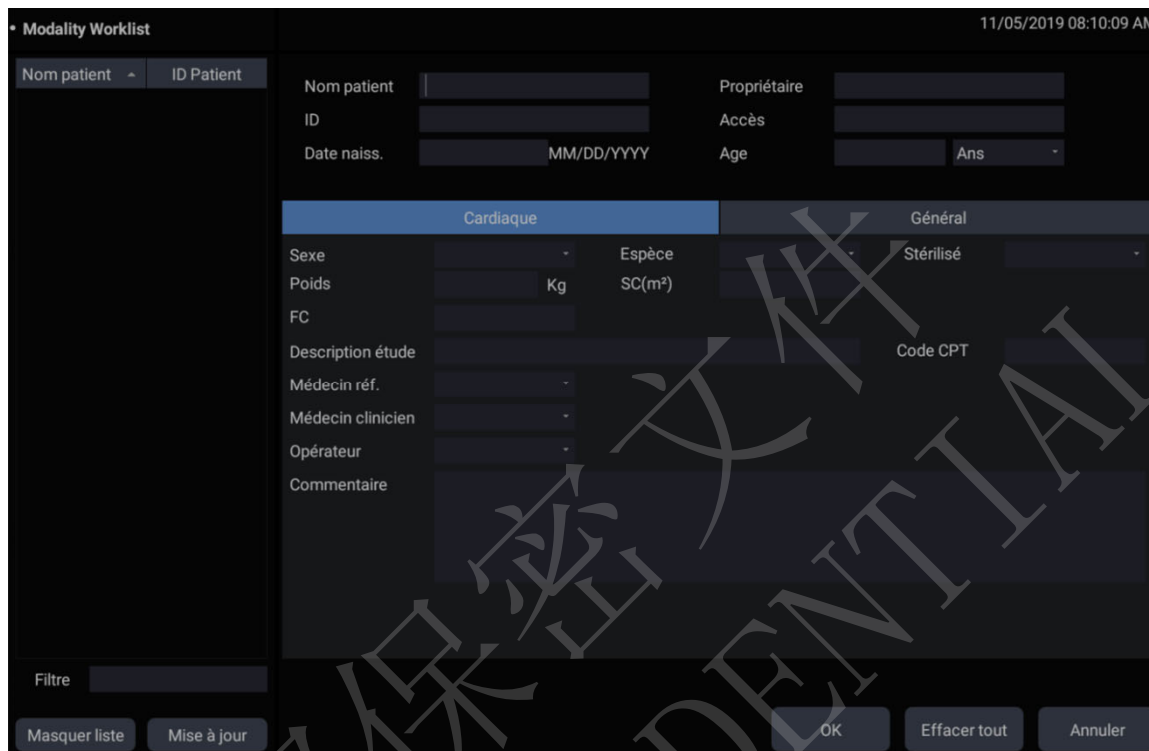 • Modality Worklist
11/05/2019 08:10:09 AM
Nom patient ID Patient
Nom patient Propriétaire
ID Accès
Date naiss. MM/DD/YYYY Age Ans
Cardiaque Général
Sexe Espèce Stérilisé
Poids Kg SC(m²)
FC
Description étude Code CPT
Médecin réf.
Médecin clinicien
Opérateur
Commentaire
Filtre
Masquer liste Mise à jour OK Effacer tout Annuler
保密文件
DENTIAL